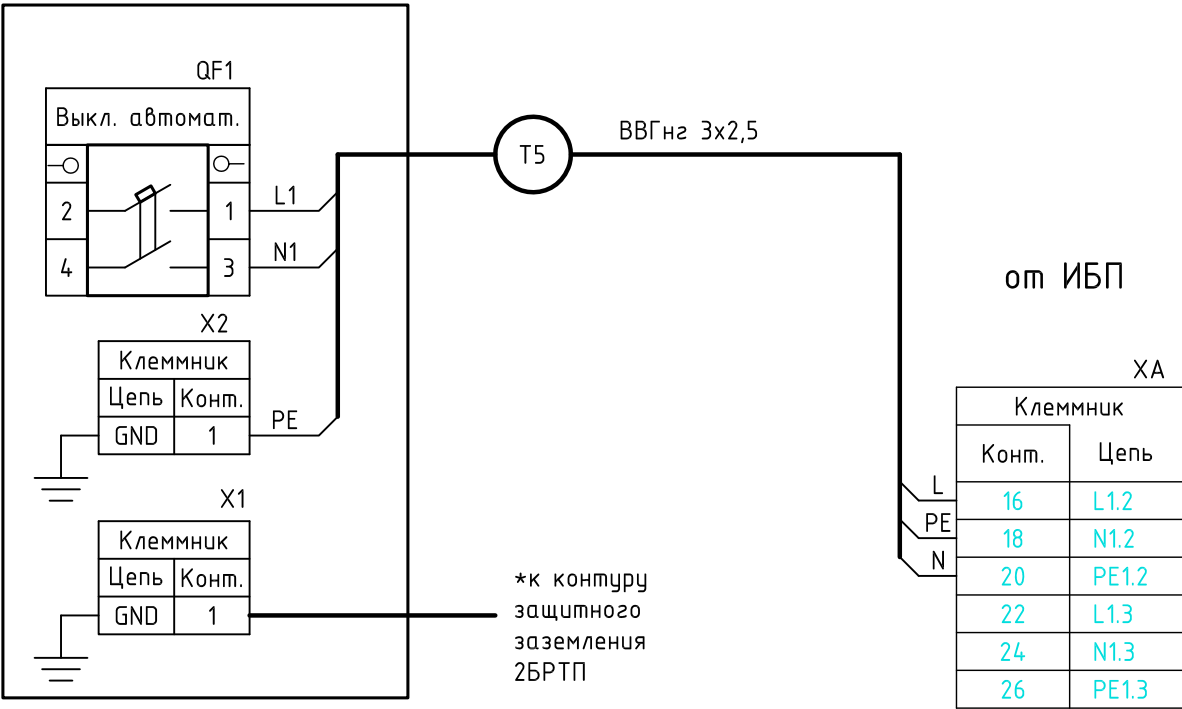 QF1
Выкл. автомат.
2
1
L1
4
3
N1
X2
Клеммник
Цепь Конт.
GND 1
PE
X1
Клеммник
Цепь Конт.
GND 1
T5
ВВГнг 3x2,5
*к контуру
защитного
заземления
2БРТП
от ИБП
XA
Клеммник
Конт. Цепь
L 16 L1.2
PE 18 N1.2
N 20 PE1.2
22 L1.3
24 N1.3
26 PE1.3